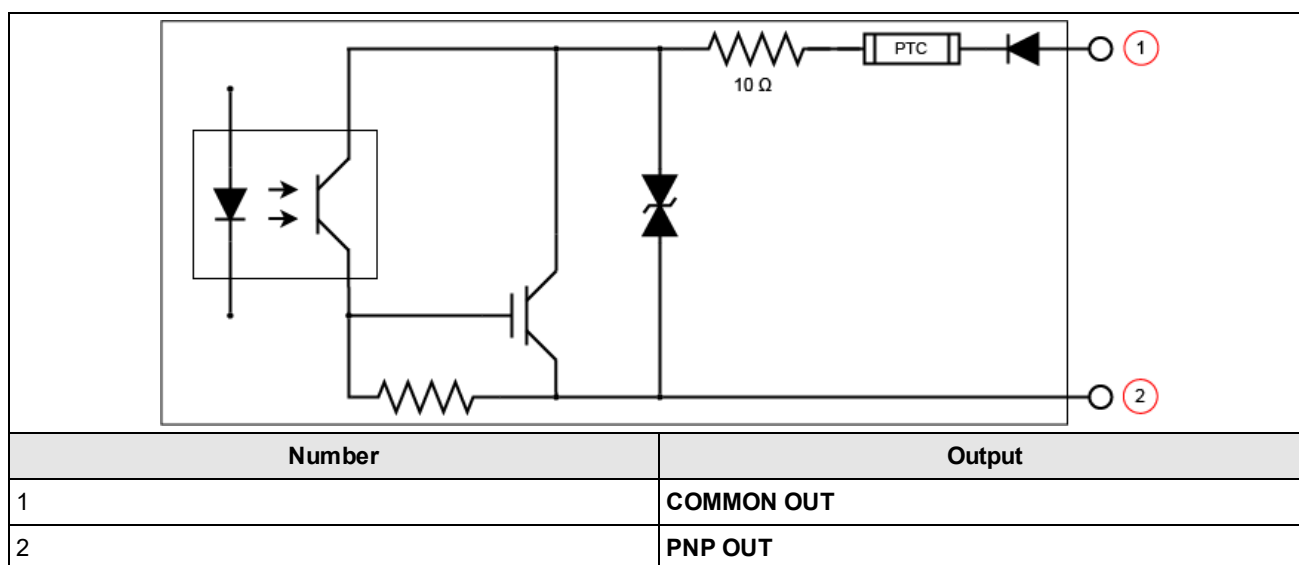 PTC
1
10 Ω
2
Number Output
1 COMMON OUT
2 PNP OUT